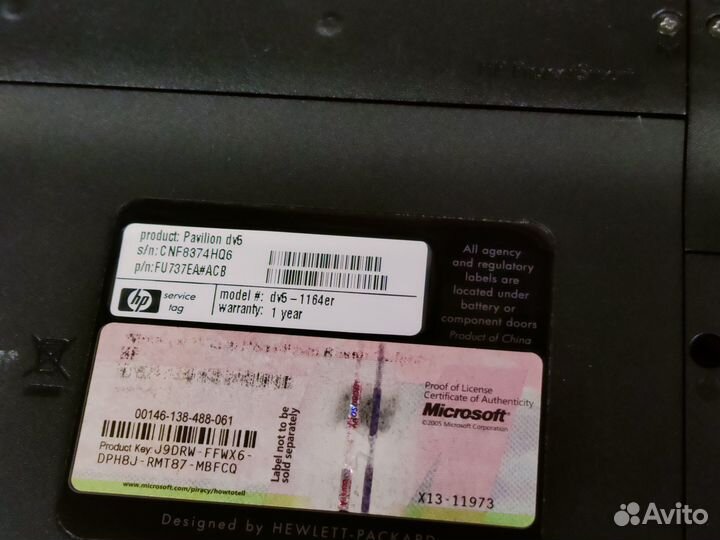 product: Pavilion dv5
s/n: CNF8374HQ6
p/n: FU737EA#ACB
hp
service tag
model #: dv5-1164er
warranty: 1 year
All agency
and regulatory
labels are
located under
battery or
component doors
Product of China
00146-138-488-061
Product Key: J9DRW-FFWX6-
DPH8J-RMT87-MBFCQ
www.microsoft.com/piracy/howtotell
Label not to be
sold separately
Proof of License
Certificate of Authenticity
Microsoft
©2005 Microsoft Corporation
X13-11973
Designed by HEWLETT-PACKARD
Avito